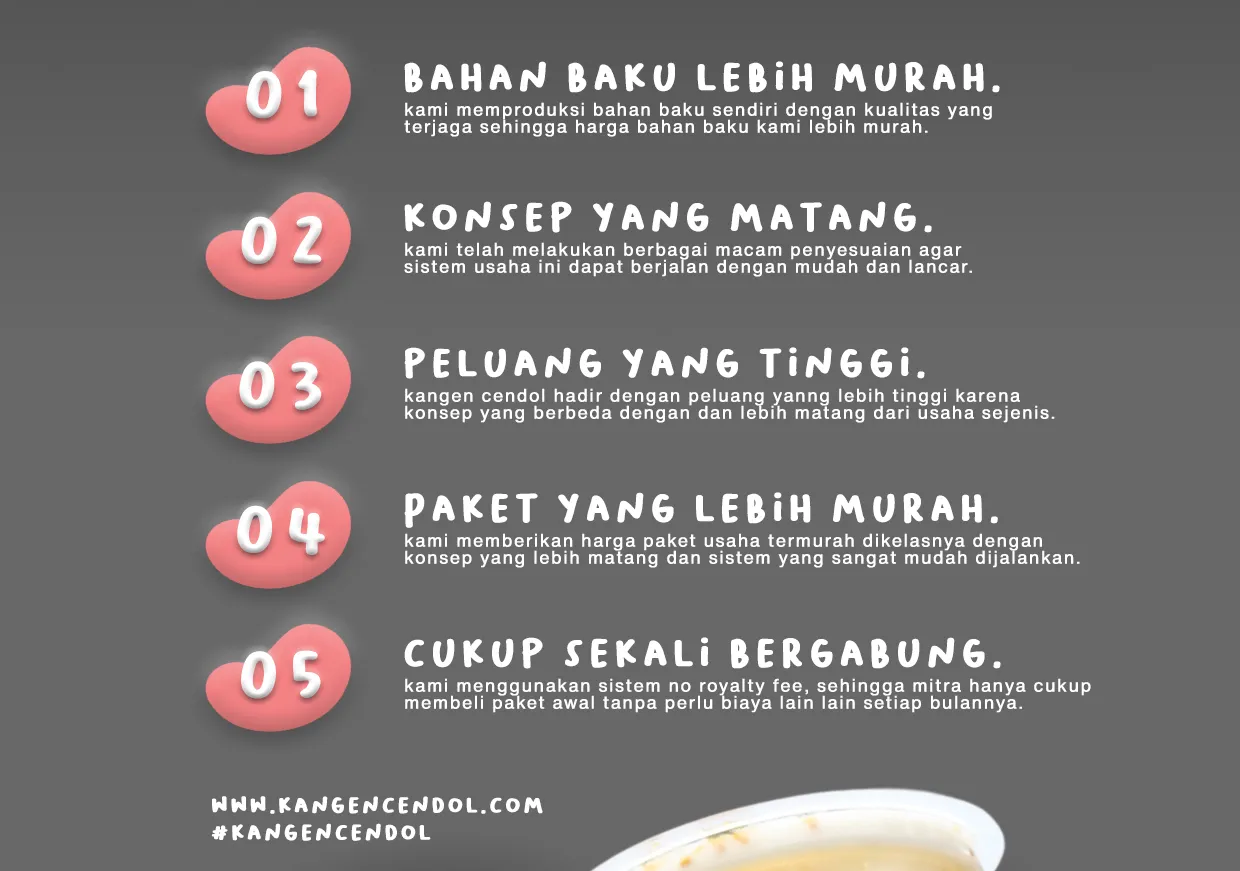 01
BAHAN BAKU LEBiH MURAH.
kami memproduksi bahan baku sendiri dengan kualitas yang
terjaga sehingga harga bahan baku kami lebih murah.
02
KONSEP YANG MATANG.
kami telah melakukan berbagai macam penyesuaian agar
sistem usaha ini dapat berjalan dengan mudah dan lancar.
03
PELUANG YANG TiNGGi.
kangen cendol hadir dengan peluang yanng lebih tinggi karena
konsep yang berbeda dengan dan lebih matang dari usaha sejenis.
04
PAKET YANG LEBiH MURAH.
kami memberikan harga paket usaha termurah dikelasnya dengan
konsep yang lebih matang dan sistem yang sangat mudah dijalankan.
05
CUKUP SEKALi BERGABUNG.
kami menggunakan sistem no royalty fee, sehingga mitra hanya cukup
membeli paket awal tanpa perlu biaya lain lain setiap bulannya.
WWW.KANGENCENDOL.COM
#KANGENCENDOL